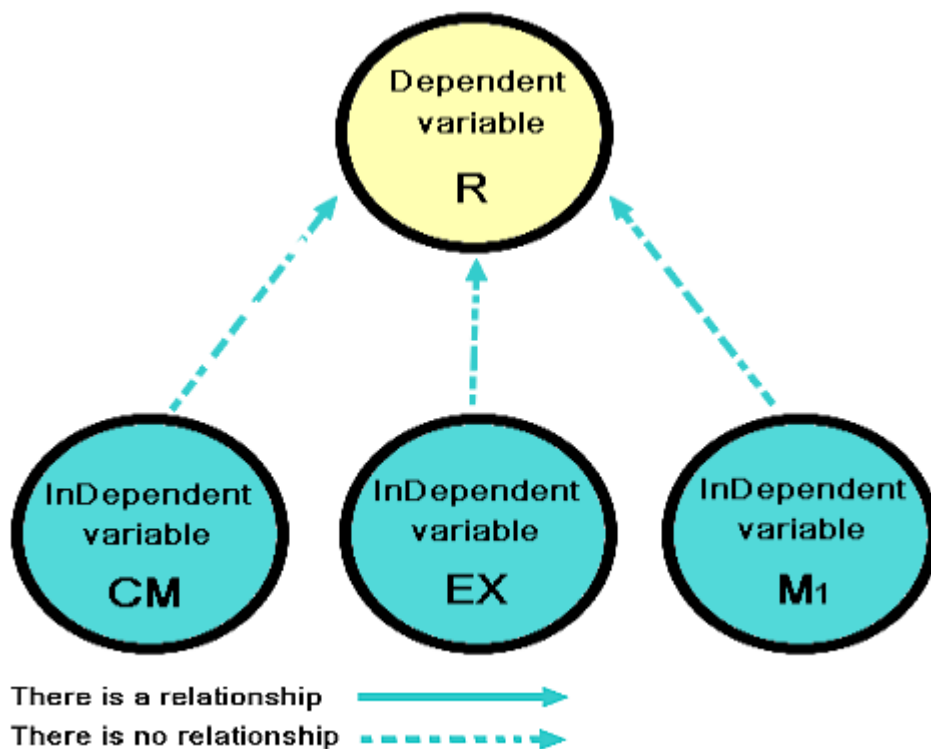 Dependent
variable
R
InDependent
variable
CM
InDependent
variable
EX
InDependent
variable
M1
There is a relationship
There is no relationship